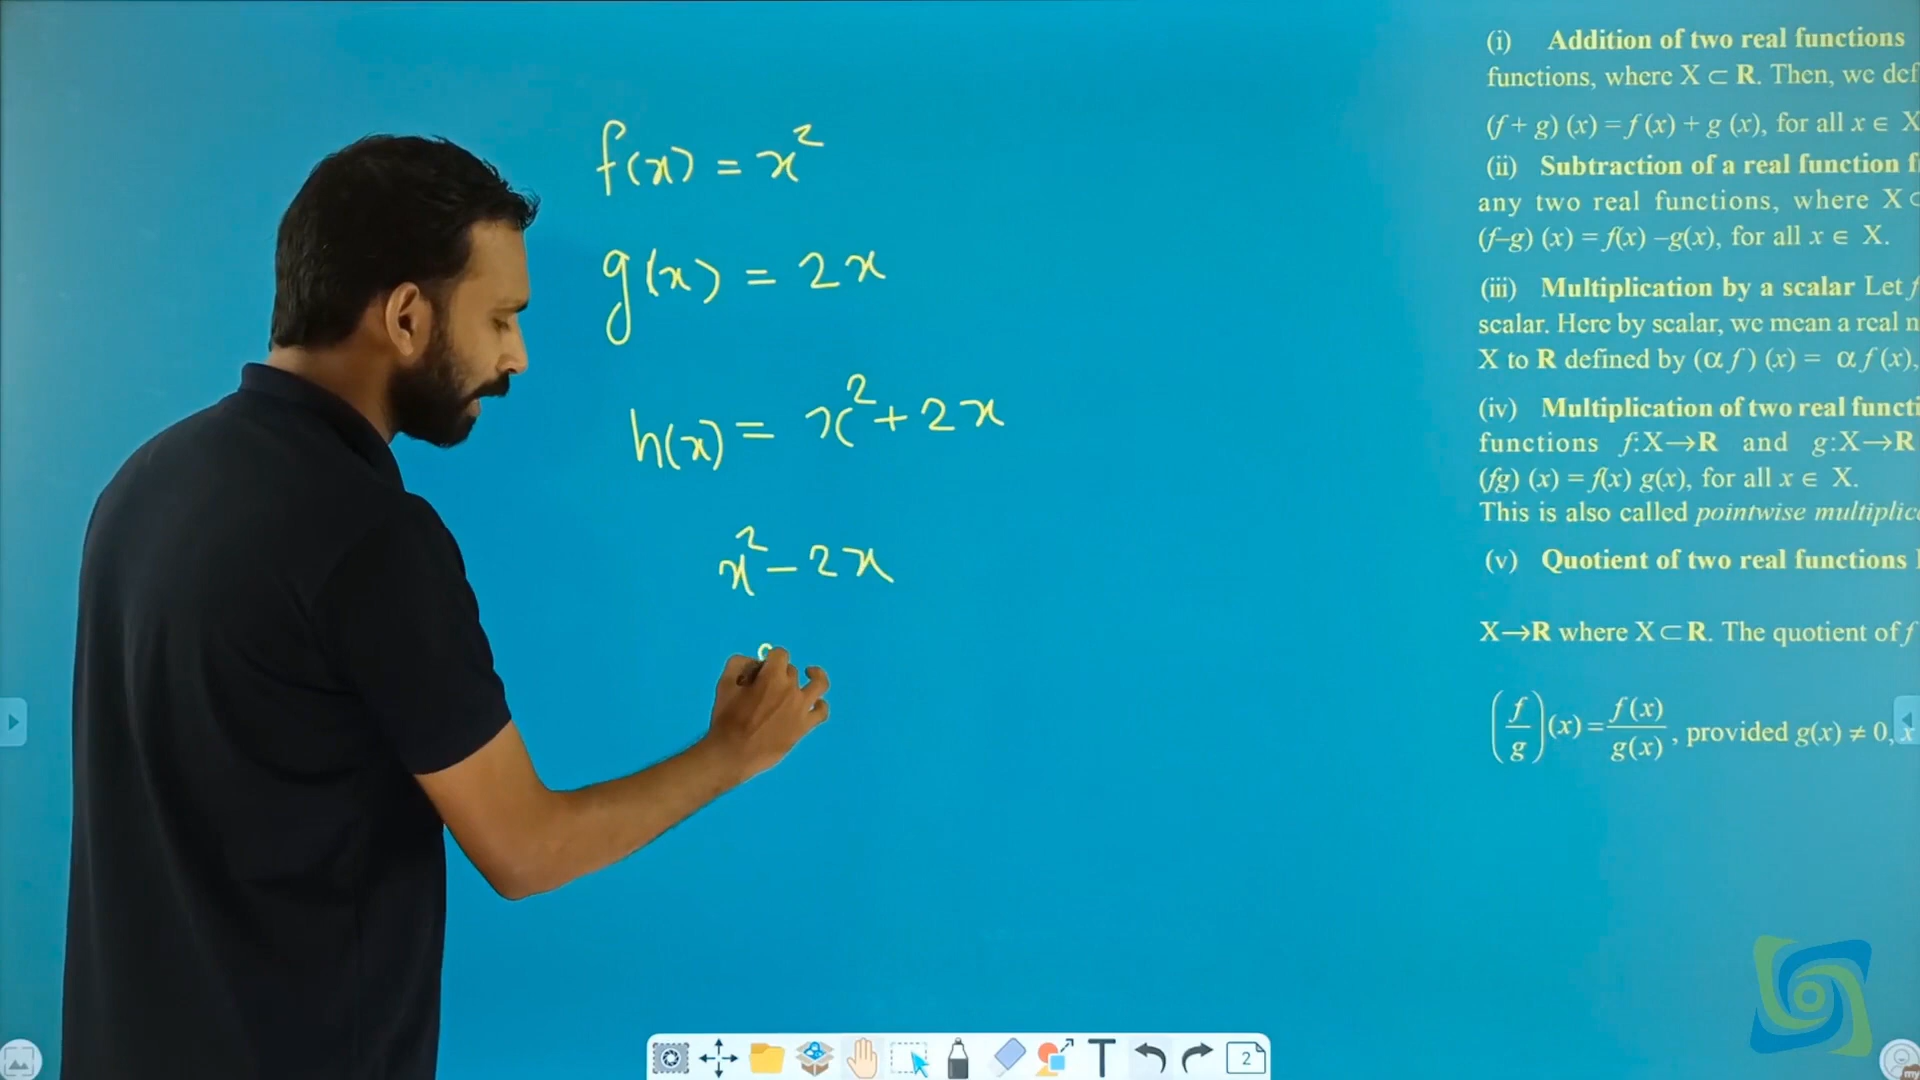 f(x) = x²
g(x) = 2x
h(x) = x² + 2x
x² − 2x
(i) Addition of two real functions
functions, where X ⊂ R. Then, we def
(f + g) (x) = f (x) + g (x), for all x ∈ X
(ii) Subtraction of a real function f
any two real functions, where X ⊂
(f–g) (x) = f(x) –g(x), for all x ∈ X.
(iii) Multiplication by a scalar Let f
scalar. Here by scalar, we mean a real n
X to R defined by (α f ) (x) = α f (x),
(iv) Multiplication of two real functi
functions f:X→R and g:X→R
(fg) (x) = f(x) g(x), for all x ∈ X.
This is also called pointwise multiplic
(v) Quotient of two real functions
X→R where X⊂R. The quotient of f
(f/g)(x) = f(x)/g(x), provided g(x) ≠ 0, x
T
2
my